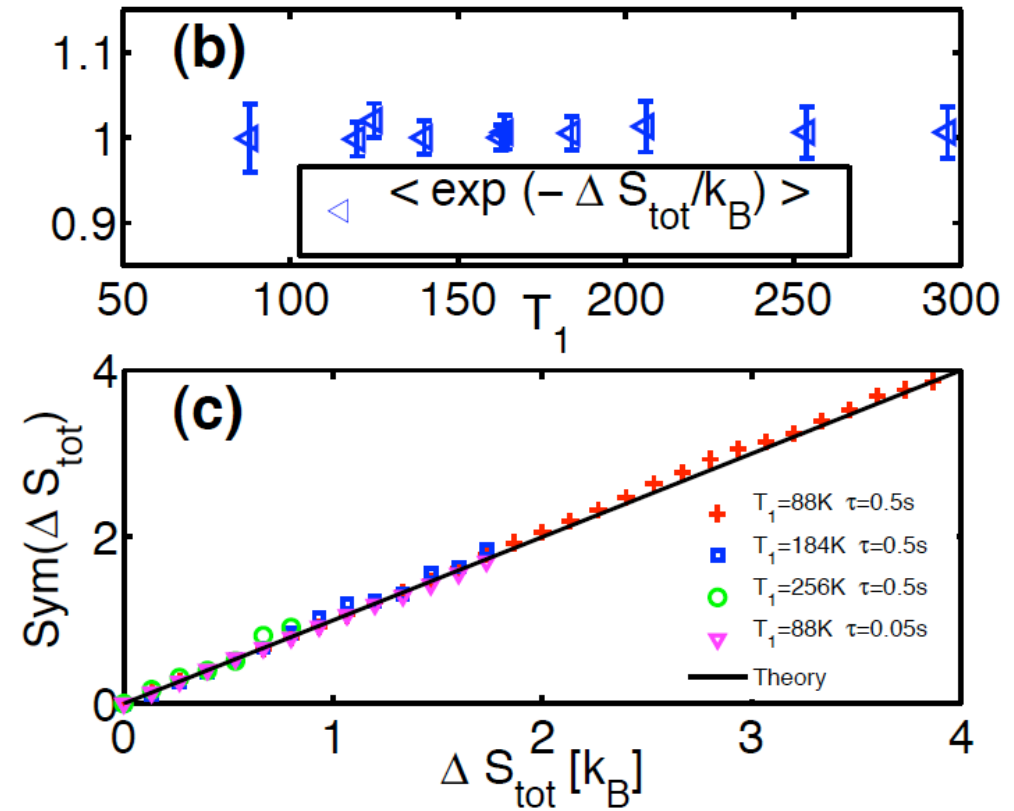 (b)
1.1
1
0.9
< exp (− Δ S_tot/k_B) >
50 100 150 200 250 300
T_1
(c)
Sym(Δ S_tot)
4
2
0
T_1=88K τ=0.5s
T_1=184K τ=0.5s
T_1=256K τ=0.5s
T_1=88K τ=0.05s
Theory
0 1 2 3 4
Δ S_tot [k_B]